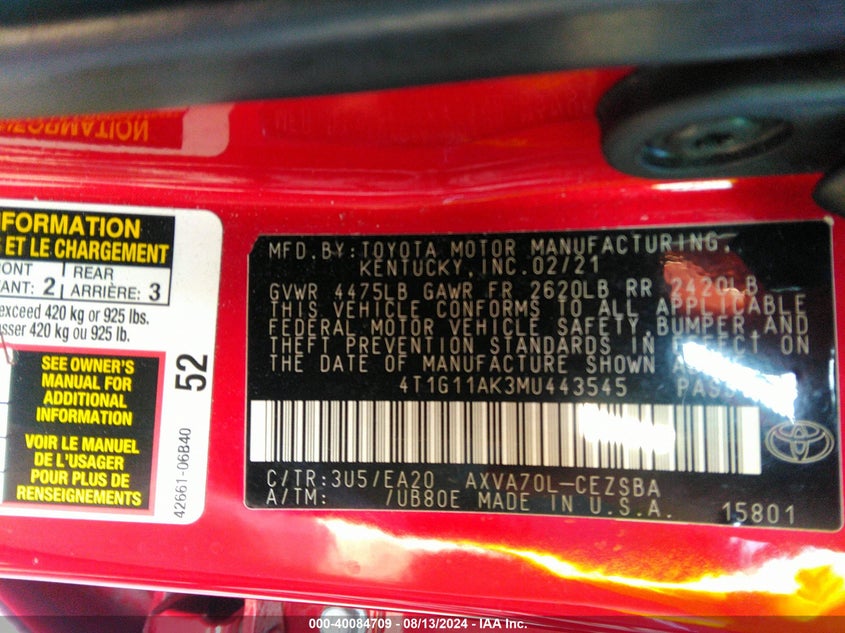 NFORMATION
ET LE CHARGEMENT
REAR
2 ARRIÈRE: 3
exceed 420 kg or 925 lbs.
420 kg ou 925 lb.
SEE OWNER'S
MANUAL FOR
ADDITIONAL
INFORMATION
VOIR LE MANUEL
DE L'USAGER
POUR PLUS DE
RENSEIGNEMENTS
52
42661-06B40
MFD.BY:TOYOTA MOTOR MANUFACTURING,
KENTUCKY,INC.02/21
GVWR 4475LB GAWR FR 2620LB RR 2420LB
THIS VEHICLE CONFORMS TO ALL APPLICABLE
FEDERAL MOTOR VEHICLE SAFETY,BUMPER,AND
THEFT PREVENTION STANDARDS IN EFFECT ON
THE DATE OF MANUFACTURE SHOWN
4T1G11AK3MU443545
C/TR:3U5/EA20 AXVA70L-CEZSBA
A/TM: /UB80E MADE IN U.S.A.
15801
000-40084709 - 08/13/2024 - IAA Inc.